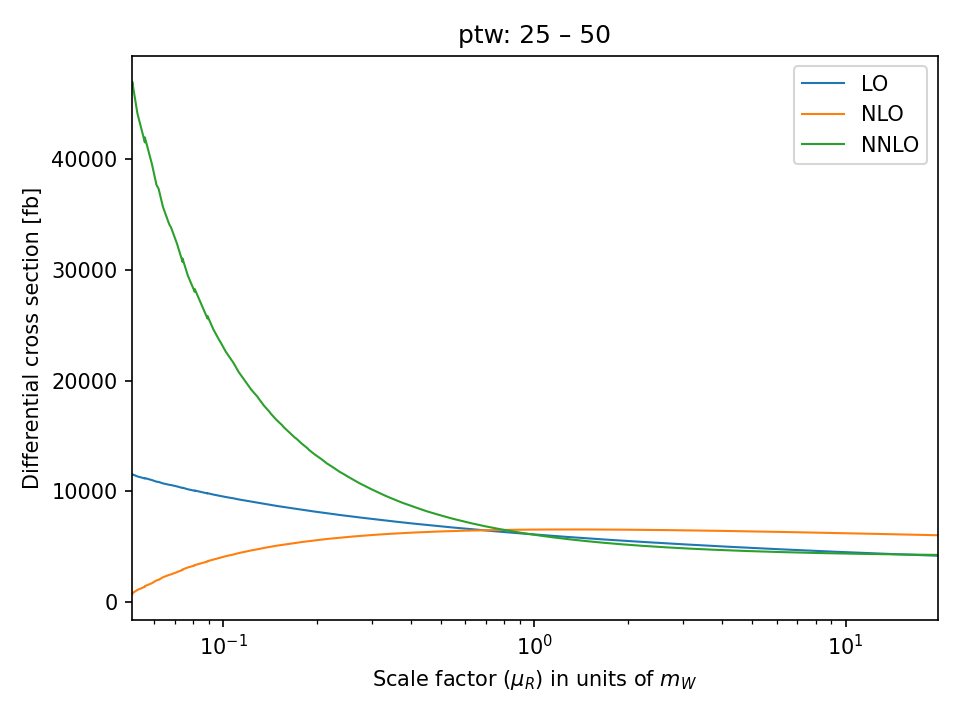 ptw: 25 – 50
Differential cross section [fb]
40000
30000
20000
10000
0
LO
NLO
NNLO
10⁻¹
10⁰
10¹
Scale factor (μ_R) in units of m_W